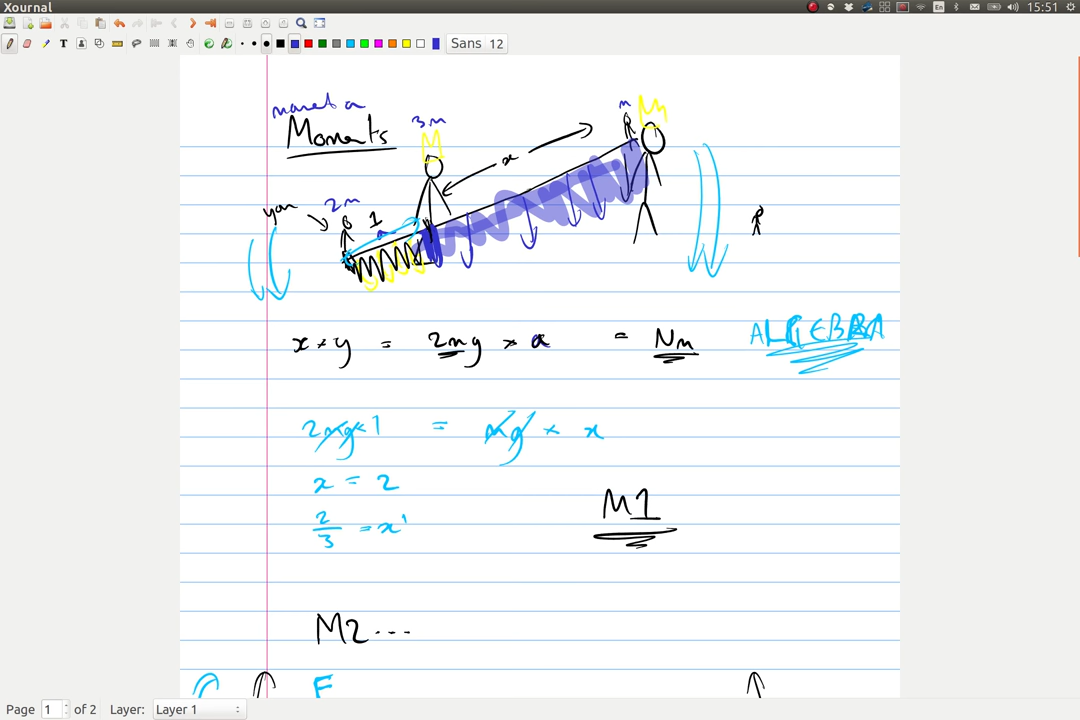 Xournal
En
15:51
T
Sans 12
Moments
3m
m
you
2m
1
x
x × y = 2mg × a = Nm
ALGEBRA
2mg×1 = mg × x
x = 2
2/3 = x'
M1
M2...
F
Page 1 of 2 Layer: Layer 1